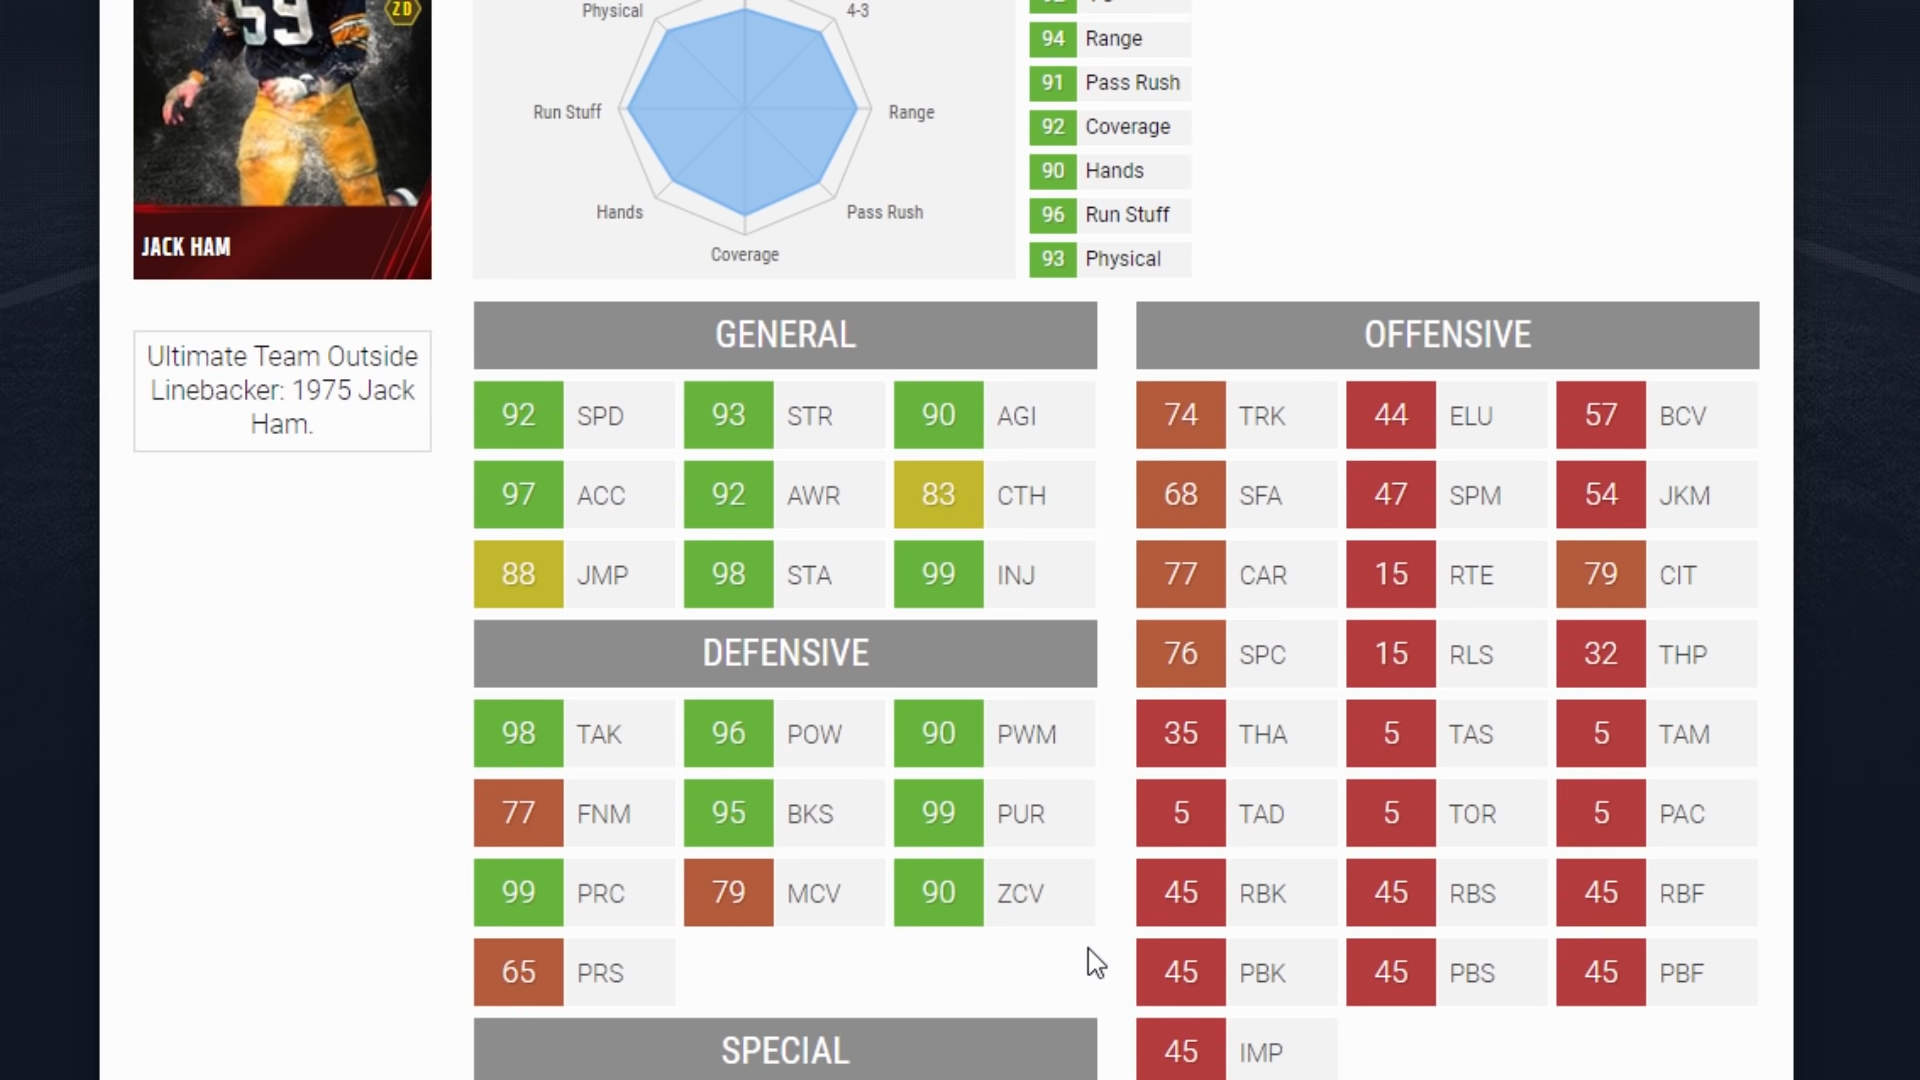 59
ZD
JACK HAM
Ultimate Team Outside
Linebacker: 1975 Jack
Ham.
Physical
4-3
Run Stuff
Range
Hands
Pass Rush
Coverage
94 Range
91 Pass Rush
92 Coverage
90 Hands
96 Run Stuff
93 Physical
GENERAL
92 SPD 93 STR 90 AGI
97 ACC 92 AWR 83 CTH
88 JMP 98 STA 99 INJ
DEFENSIVE
98 TAK 96 POW 90 PWM
77 FNM 95 BKS 99 PUR
99 PRC 79 MCV 90 ZCV
65 PRS
SPECIAL
OFFENSIVE
74 TRK 44 ELU 57 BCV
68 SFA 47 SPM 54 JKM
77 CAR 15 RTE 79 CIT
76 SPC 15 RLS 32 THP
35 THA 5 TAS 5 TAM
5 TAD 5 TOR 5 PAC
45 RBK 45 RBS 45 RBF
45 PBK 45 PBS 45 PBF
45 IMP